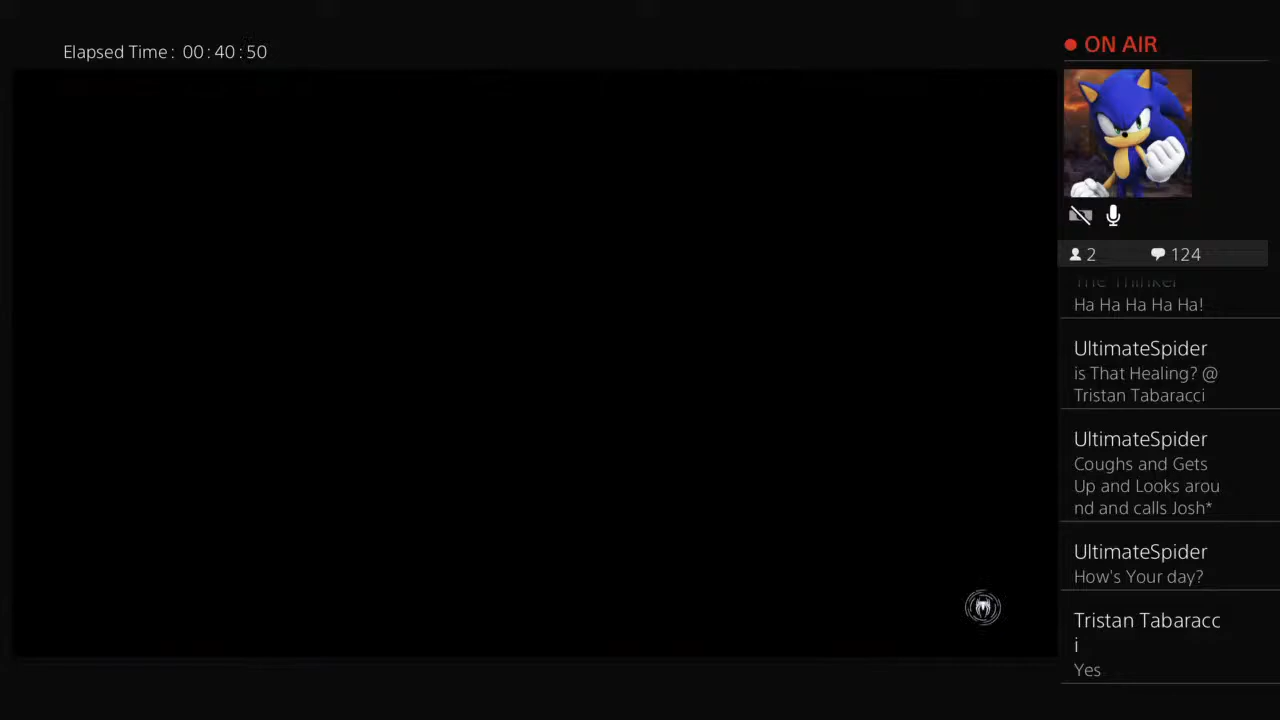 Elapsed Time: 00:40:50
ON AIR
2 124
The Thinker
Ha Ha Ha Ha Ha!
UltimateSpider
is That Healing? @
Tristan Tabaracci
UltimateSpider
Coughs and Gets
Up and Looks arou
nd and calls Josh*
UltimateSpider
How's Your day?
Tristan Tabaracc
i
Yes